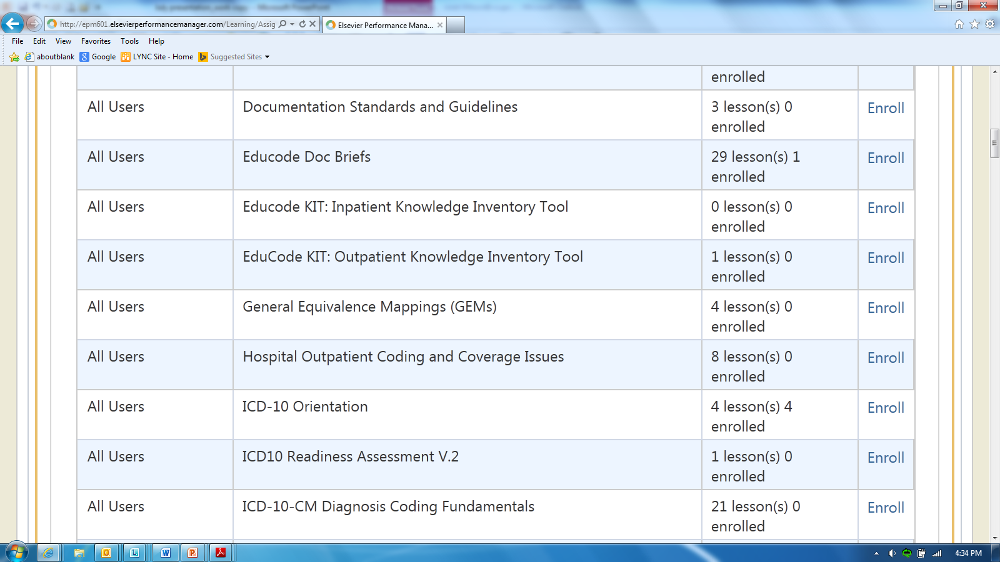 http://epm601.elsevierperformancemanager.com/Learning/Assig
Elsevier Performance Mana...
File Edit View Favorites Tools Help
aboutblank Google LYNC Site - Home Suggested Sites
enrolled
All Users Documentation Standards and Guidelines 3 lesson(s) 0 Enroll
enrolled
All Users Educode Doc Briefs 29 lesson(s) 1 Enroll
enrolled
All Users Educode KIT: Inpatient Knowledge Inventory Tool 0 lesson(s) 0 Enroll
enrolled
All Users EduCode KIT: Outpatient Knowledge Inventory Tool 1 lesson(s) 0 Enroll
enrolled
All Users General Equivalence Mappings (GEMs) 4 lesson(s) 0 Enroll
enrolled
All Users Hospital Outpatient Coding and Coverage Issues 8 lesson(s) 0 Enroll
enrolled
All Users ICD-10 Orientation 4 lesson(s) 4 Enroll
enrolled
All Users ICD10 Readiness Assessment V.2 1 lesson(s) 0 Enroll
enrolled
All Users ICD-10-CM Diagnosis Coding Fundamentals 21 lesson(s) 0 Enroll
enrolled
4:34 PM